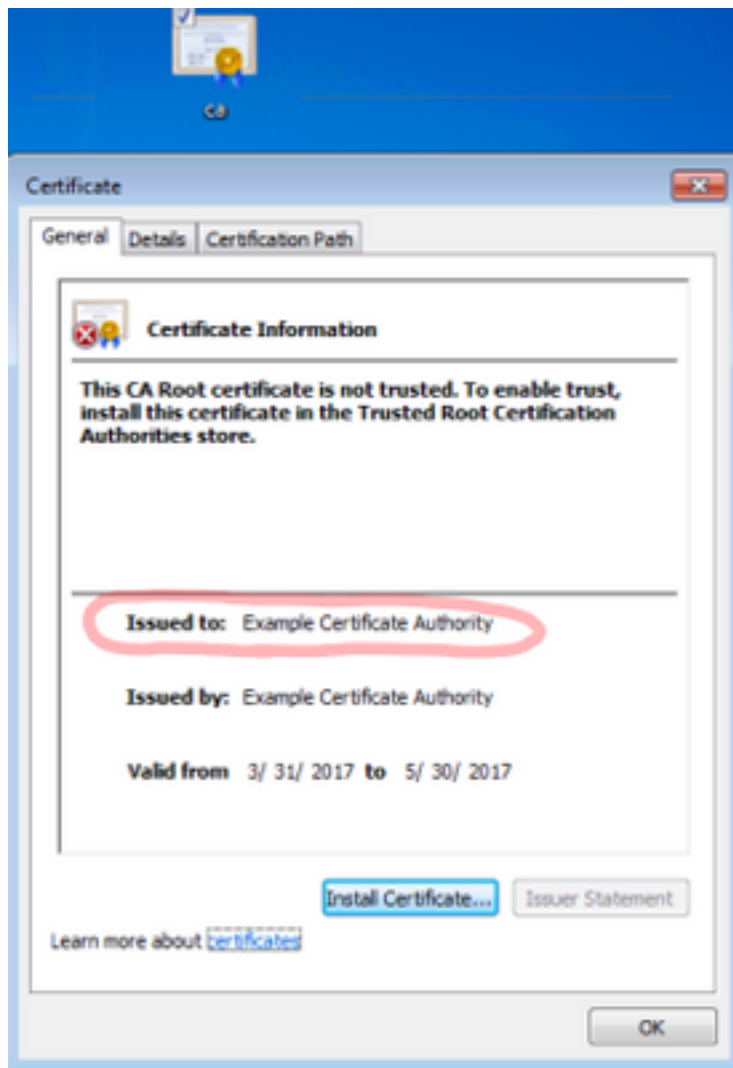 ca
Certificate
General Details Certification Path
Certificate Information
This CA Root certificate is not trusted. To enable trust,
install this certificate in the Trusted Root Certification
Authorities store.
Issued to: Example Certificate Authority
Issued by: Example Certificate Authority
Valid from 3/ 31/ 2017 to 5/ 30/ 2017
Install Certificate... Issuer Statement
Learn more about certificates
OK